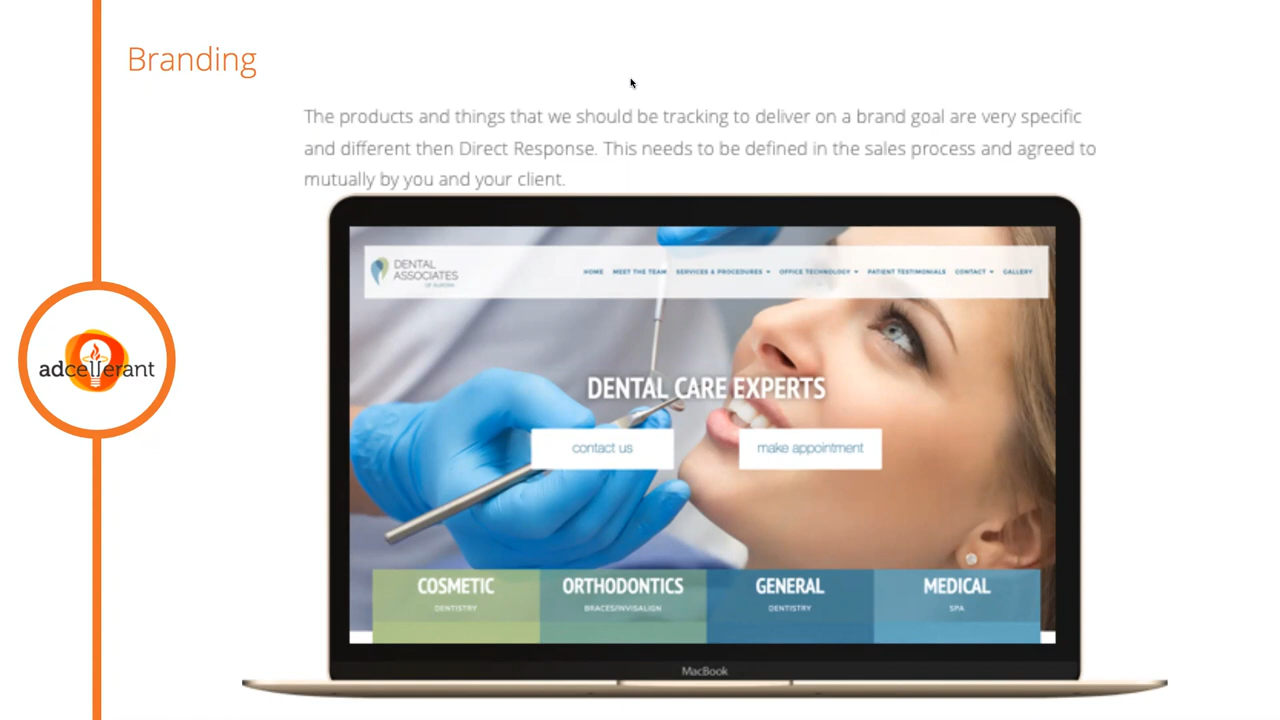 Branding
The products and things that we should be tracking to deliver on a brand goal are very specific
and different then Direct Response. This needs to be defined in the sales process and agreed to
mutually by you and your client.
DENTAL
ASSOCIATES
OF AURORA
HOME MEET THE TEAM SERVICES & PROCEDURES OFFICE TECHNOLOGY PATIENT TESTIMONIALS CONTACT GALLERY
adcellerant
DENTAL CARE EXPERTS
contact us make appointment
COSMETIC ORTHODONTICS GENERAL MEDICAL
DENTISTRY BRACES/INVISALIGN DENTISTRY SPA
MacBook